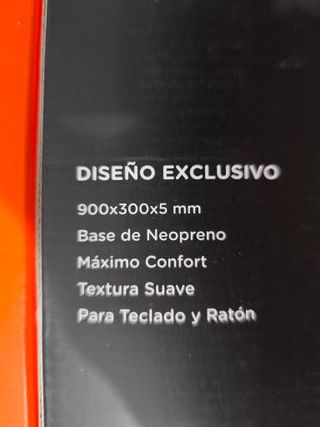 DISEÑO EXCLUSIVO
900x300x5 mm
Base de Neopreno
Máximo Confort
Textura Suave
Para Teclado y Ratón